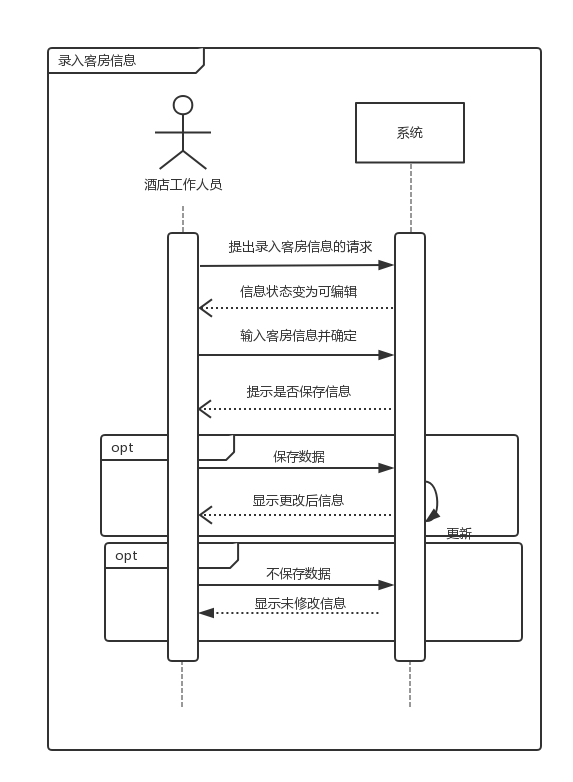 录入客房信息
系统
酒店工作人员
提出录入客房信息的请求
信息状态变为可编辑
输入客房信息并确定
提示是否保存信息
opt
保存数据
显示更改后信息
更新
opt
不保存数据
显示未修改信息